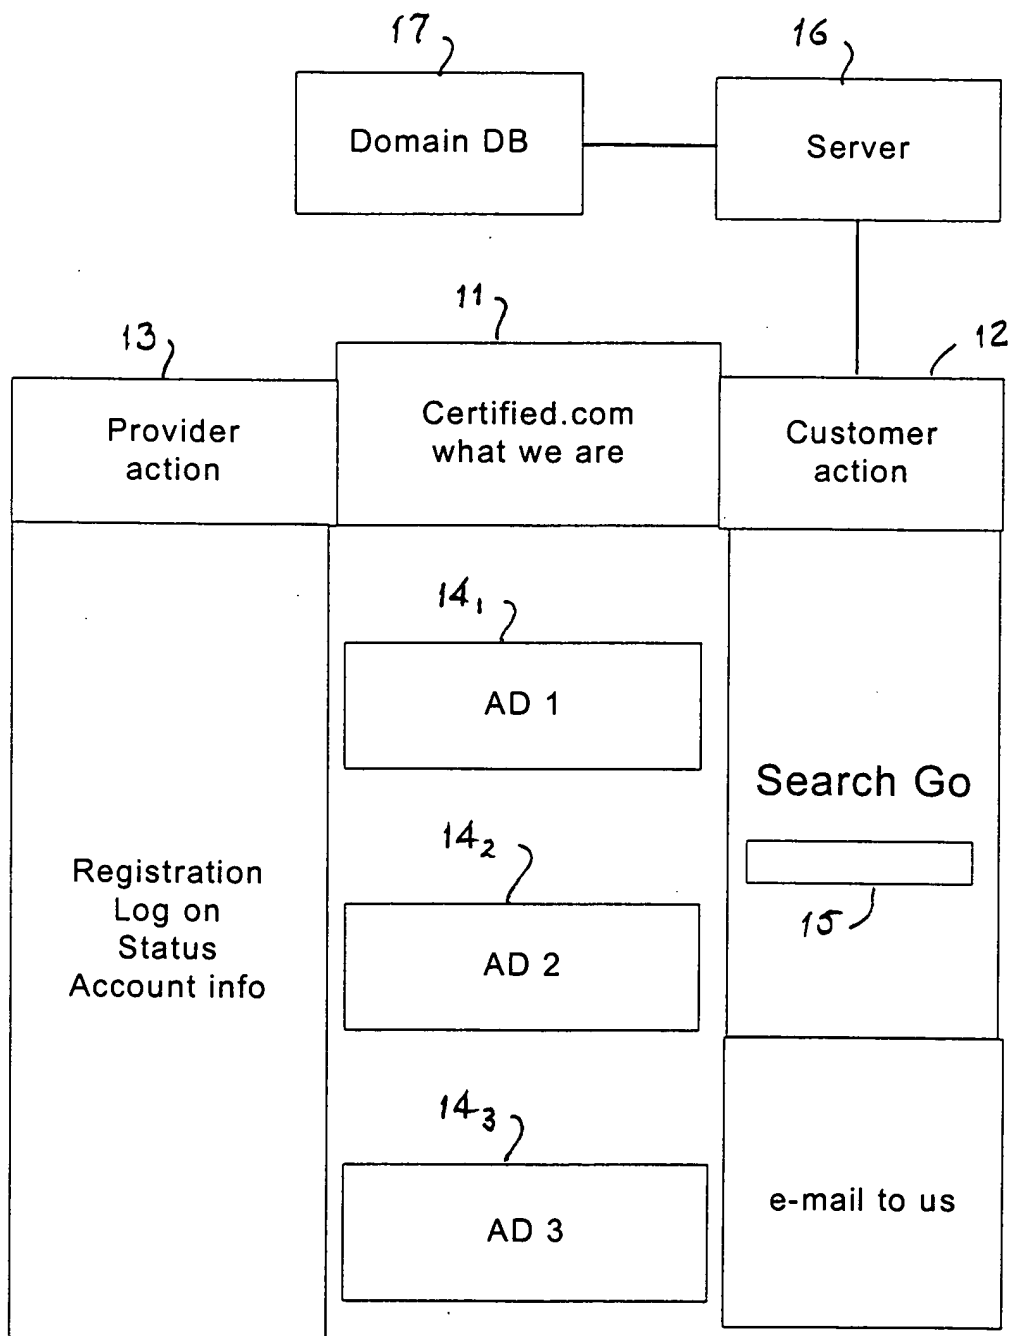 17
16
Domain DB
Server
11
13
12
Certified.com
what we are
Provider
action
Customer
action
14₁
AD 1
Search Go
14₂
15
Registration
Log on
Status
Account info
AD 2
14₃
AD 3
e-mail to us